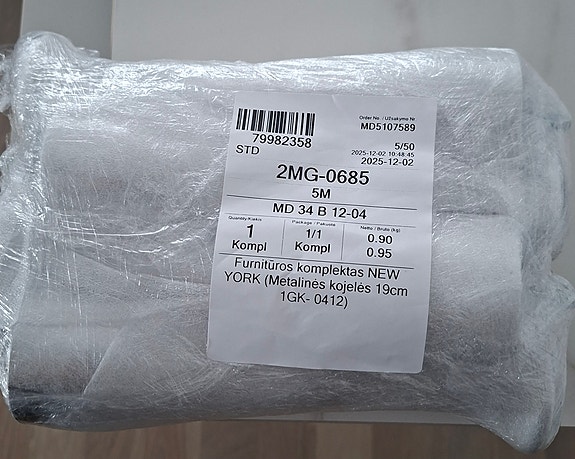 Order No. / Užsakymo Nr.
MD5107589
79982358
STD
5/50
2025-12-02 10:48:45
2025-12-02
2MG-0685
5M
MD 34 B 12-04
Quantity-Kiekis
1
Kompl
Package / Pakuotė
1/1
Kompl
Netto / Bruto (kg)
0.90
0.95
Furnitūros komplektas NEW
YORK (Metalinės kojelės 19cm
1GK- 0412)